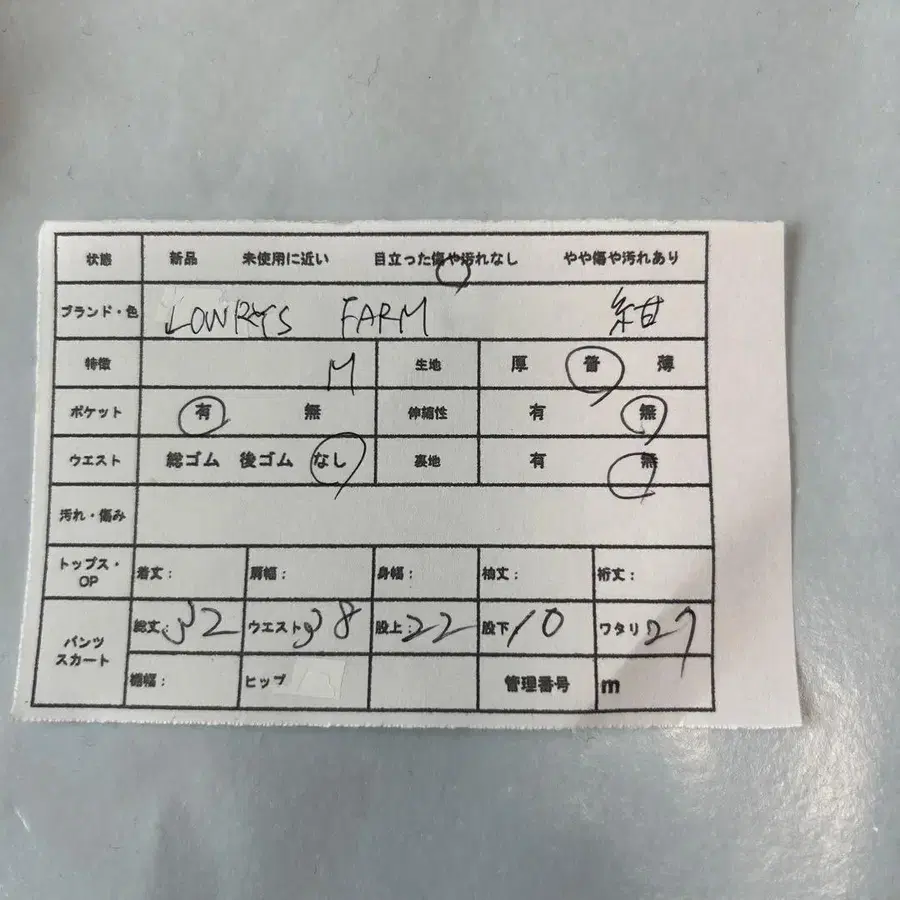 状態 新品 未使用に近い 目立った傷や汚れなし やや傷や汚れあり
ブランド・色 LOWRYS FARM 紺
特徴 M 生地 厚 普 薄
ポケット 有 無 伸縮性 有 無
ウエスト 総ゴム 後ゴム なし 裏地 有 無
汚れ・傷み
トップス・OP 着丈: 肩幅: 身幅: 袖丈: 裄丈:
パンツ スカート 総丈: 32 ウエスト 38 股上: 22 股下 10 ワタリ 27
裾幅: ヒップ 管理番号 m